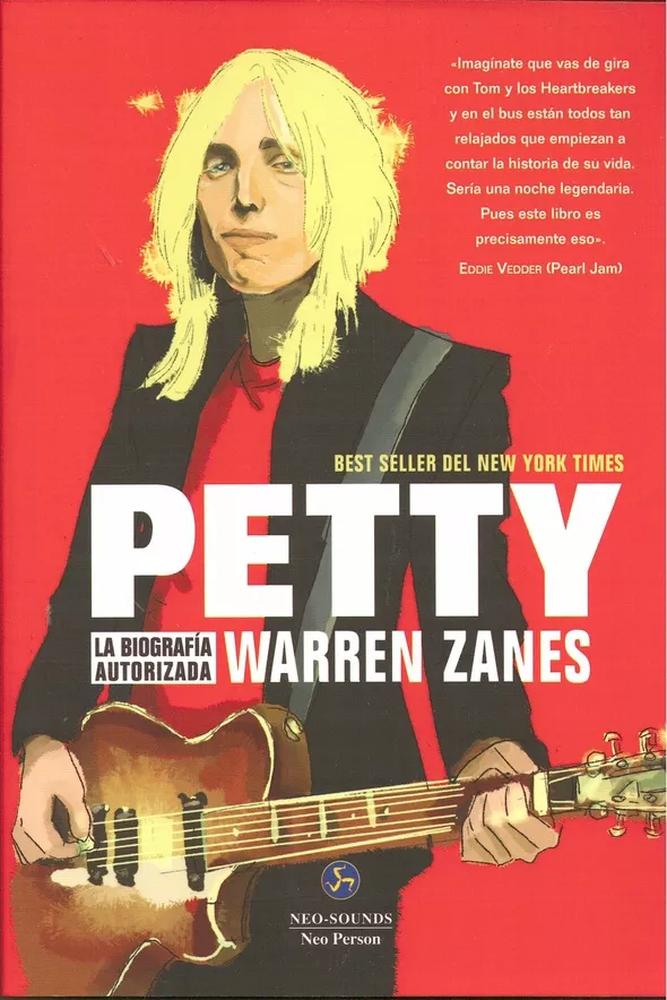 «Imagínate que vas de gira
con Tom y los Heartbreakers
y en el bus están todos tan
relajados que empiezan a
contar la historia de su vida.
Sería una noche legendaria.
Pues este libro es
precisamente eso».
Eddie Vedder (Pearl Jam)
BEST SELLER DEL NEW YORK TIMES
PETTY
LA BIOGRAFÍA
AUTORIZADA
WARREN ZANES
NEO-SOUNDS
Neo Person